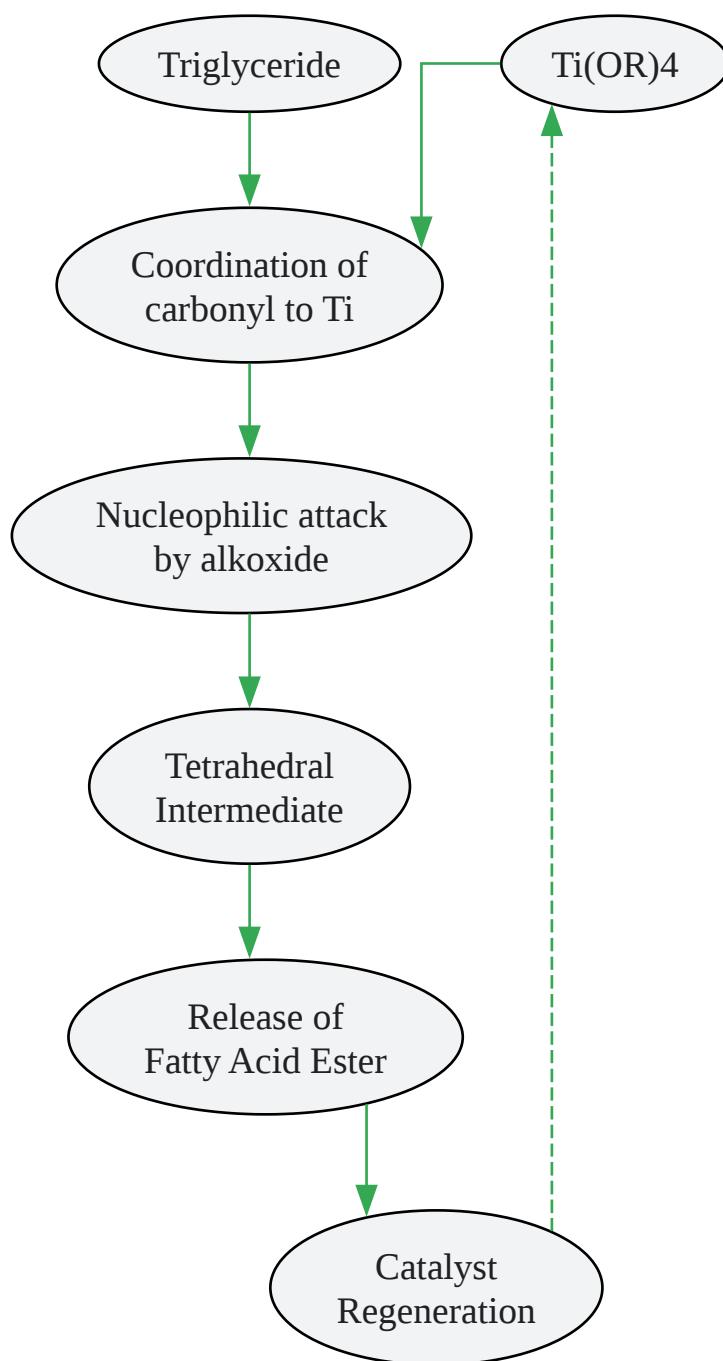 Triglyceride
Ti(OR)4
Coordination of
carbonyl to Ti
Nucleophilic attack
by alkoxide
Tetrahedral
Intermediate
Release of
Fatty Acid Ester
Catalyst
Regeneration